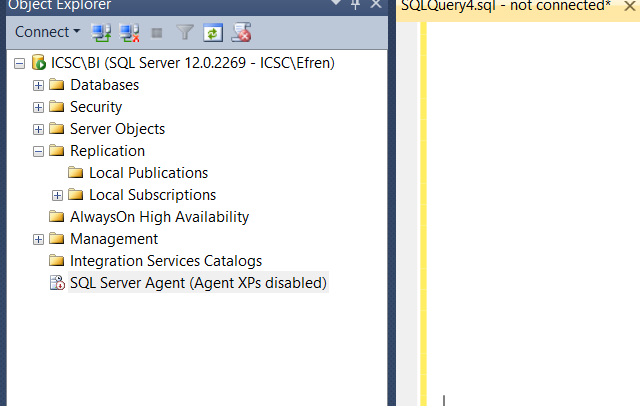 Object Explorer
SQLQuery4.sql - not connected*
Connect
ICSC\BI (SQL Server 12.0.2269 - ICSC\Efren)
Databases
Security
Server Objects
Replication
Local Publications
Local Subscriptions
AlwaysOn High Availability
Management
Integration Services Catalogs
SQL Server Agent (Agent XPs disabled)